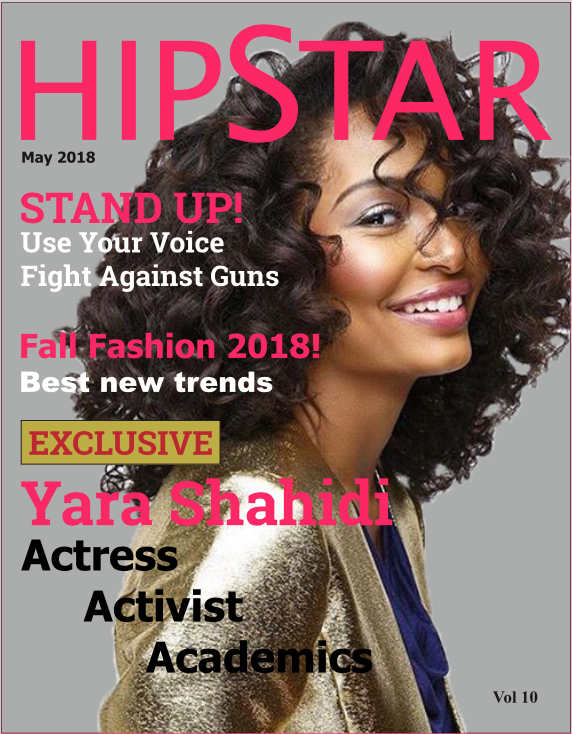 HIPSTAR
May 2018
STAND UP!
Use Your Voice
Fight Against Guns
Fall Fashion 2018!
Best new trends
EXCLUSIVE
Yara Shahidi
Actress
Activist
Academics
Vol 10